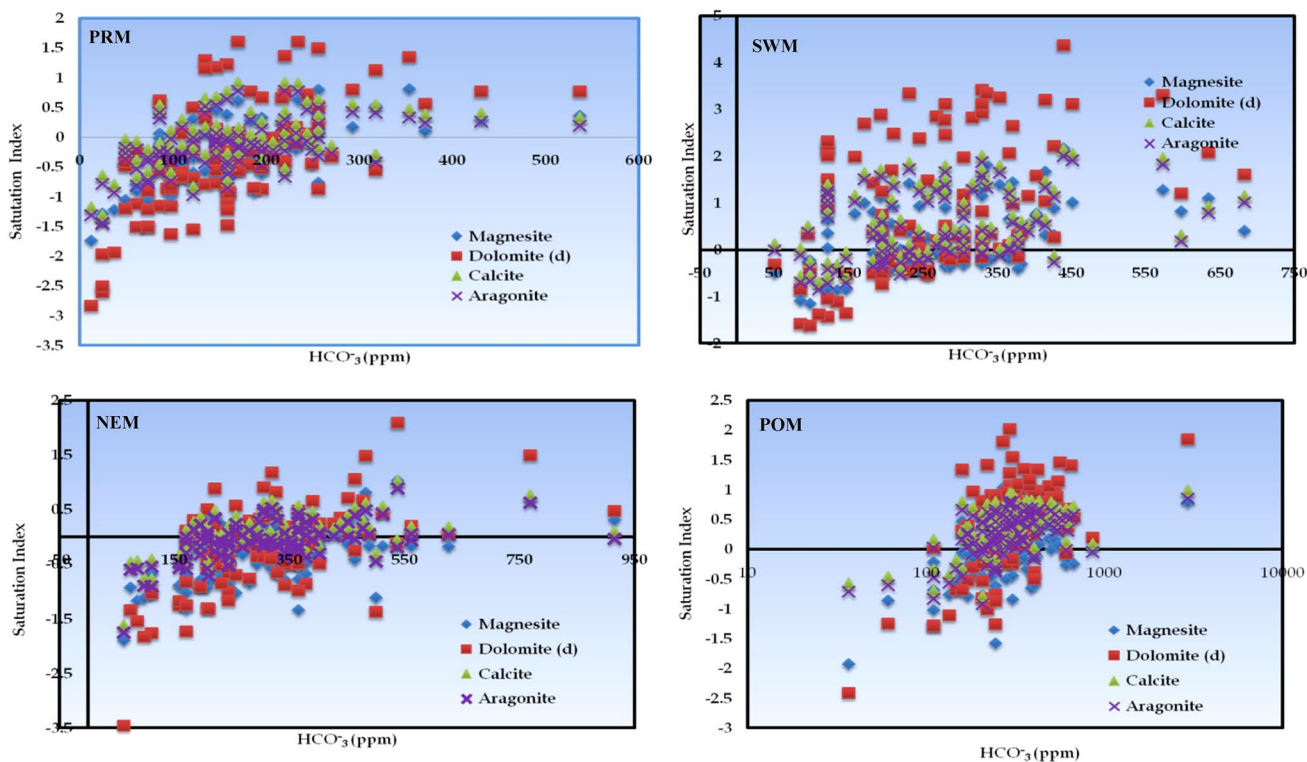 2
1.5
PRM
1
0.5
0
0
100
200
300
400
500
600
-0.5
-1
-1.5
-2
-2.5
-3
-3.5
Satutation Index
Magnesite
Dolomite (d)
Calcite
Aragonite
HCO⁻₃ (ppm)
5
SWM
4
3
2
1
0
-50
50
150
250
350
450
550
650
750
-1
-2
Saturation Index
Magnesite
Dolomite (d)
Calcite
Aragonite
HCO⁻₃ (ppm)
2.5
NEM
1.5
0.5
-50
150
350
550
750
950
-0.5
-1.5
-2.5
-3.5
Saturation Index
Magnesite
Dolomite (d)
Calcite
Aragonite
HCO⁻₃ (ppm)
2.5
POM
2
1.5
1
0.5
0
10
100
1000
10000
-0.5
-1
-1.5
-2
-2.5
-3
Saturation Index
Magnesite
Dolomite (d)
Calcite
Aragonite
HCO⁻₃ (ppm)